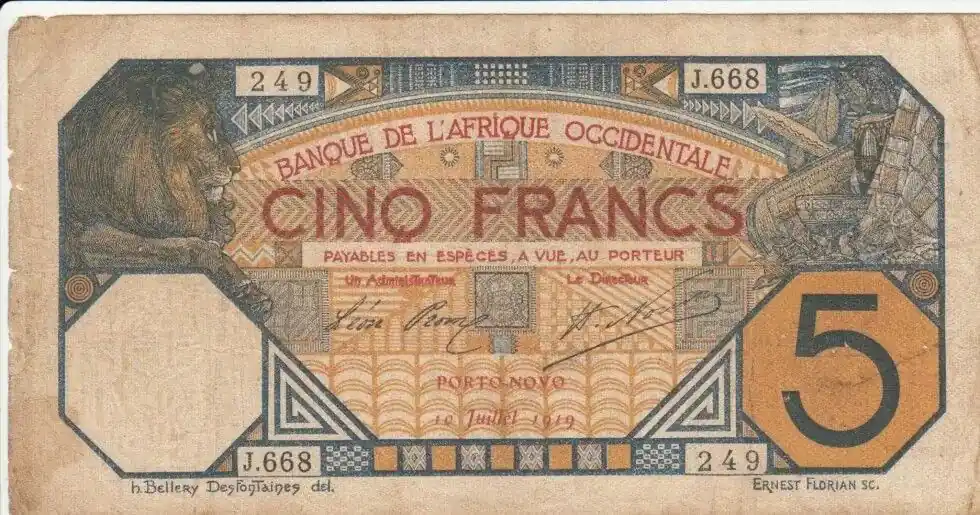 249
J.668
BANQUE DE L'AFRIQUE OCCIDENTALE
CINQ FRANCS
PAYABLES EN ESPÈCES, A VUE, AU PORTEUR
Un Administrateur
Le Directeur
PORTO-NOVO
10 Juillet 1919
5
J.668
249
h. Bellery Desfontaines del.
ERNEST FLORIAN SC.